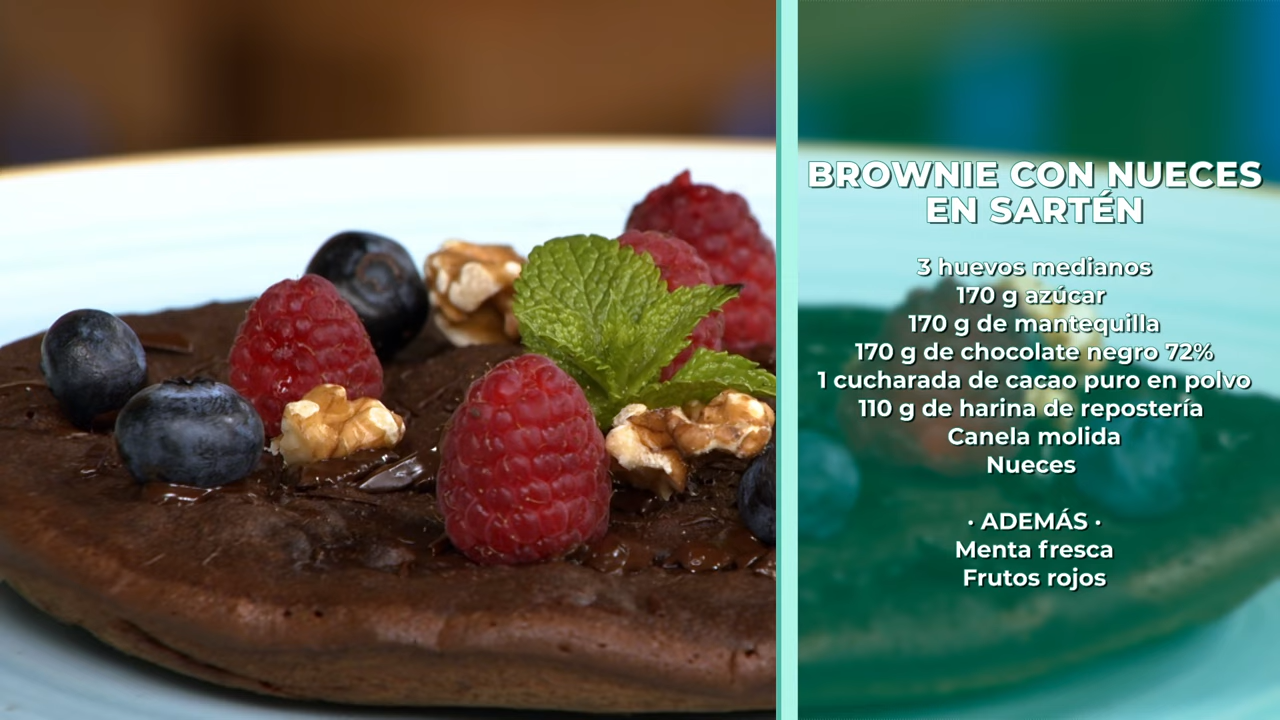 BROWNIE CON NUECES
EN SARTÉN
3 huevos medianos
170 g azúcar
170 g de mantequilla
170 g de chocolate negro 72%
1 cucharada de cacao puro en polvo
110 g de harina de repostería
Canela molida
Nueces
· ADEMÁS ·
Menta fresca
Frutos rojos